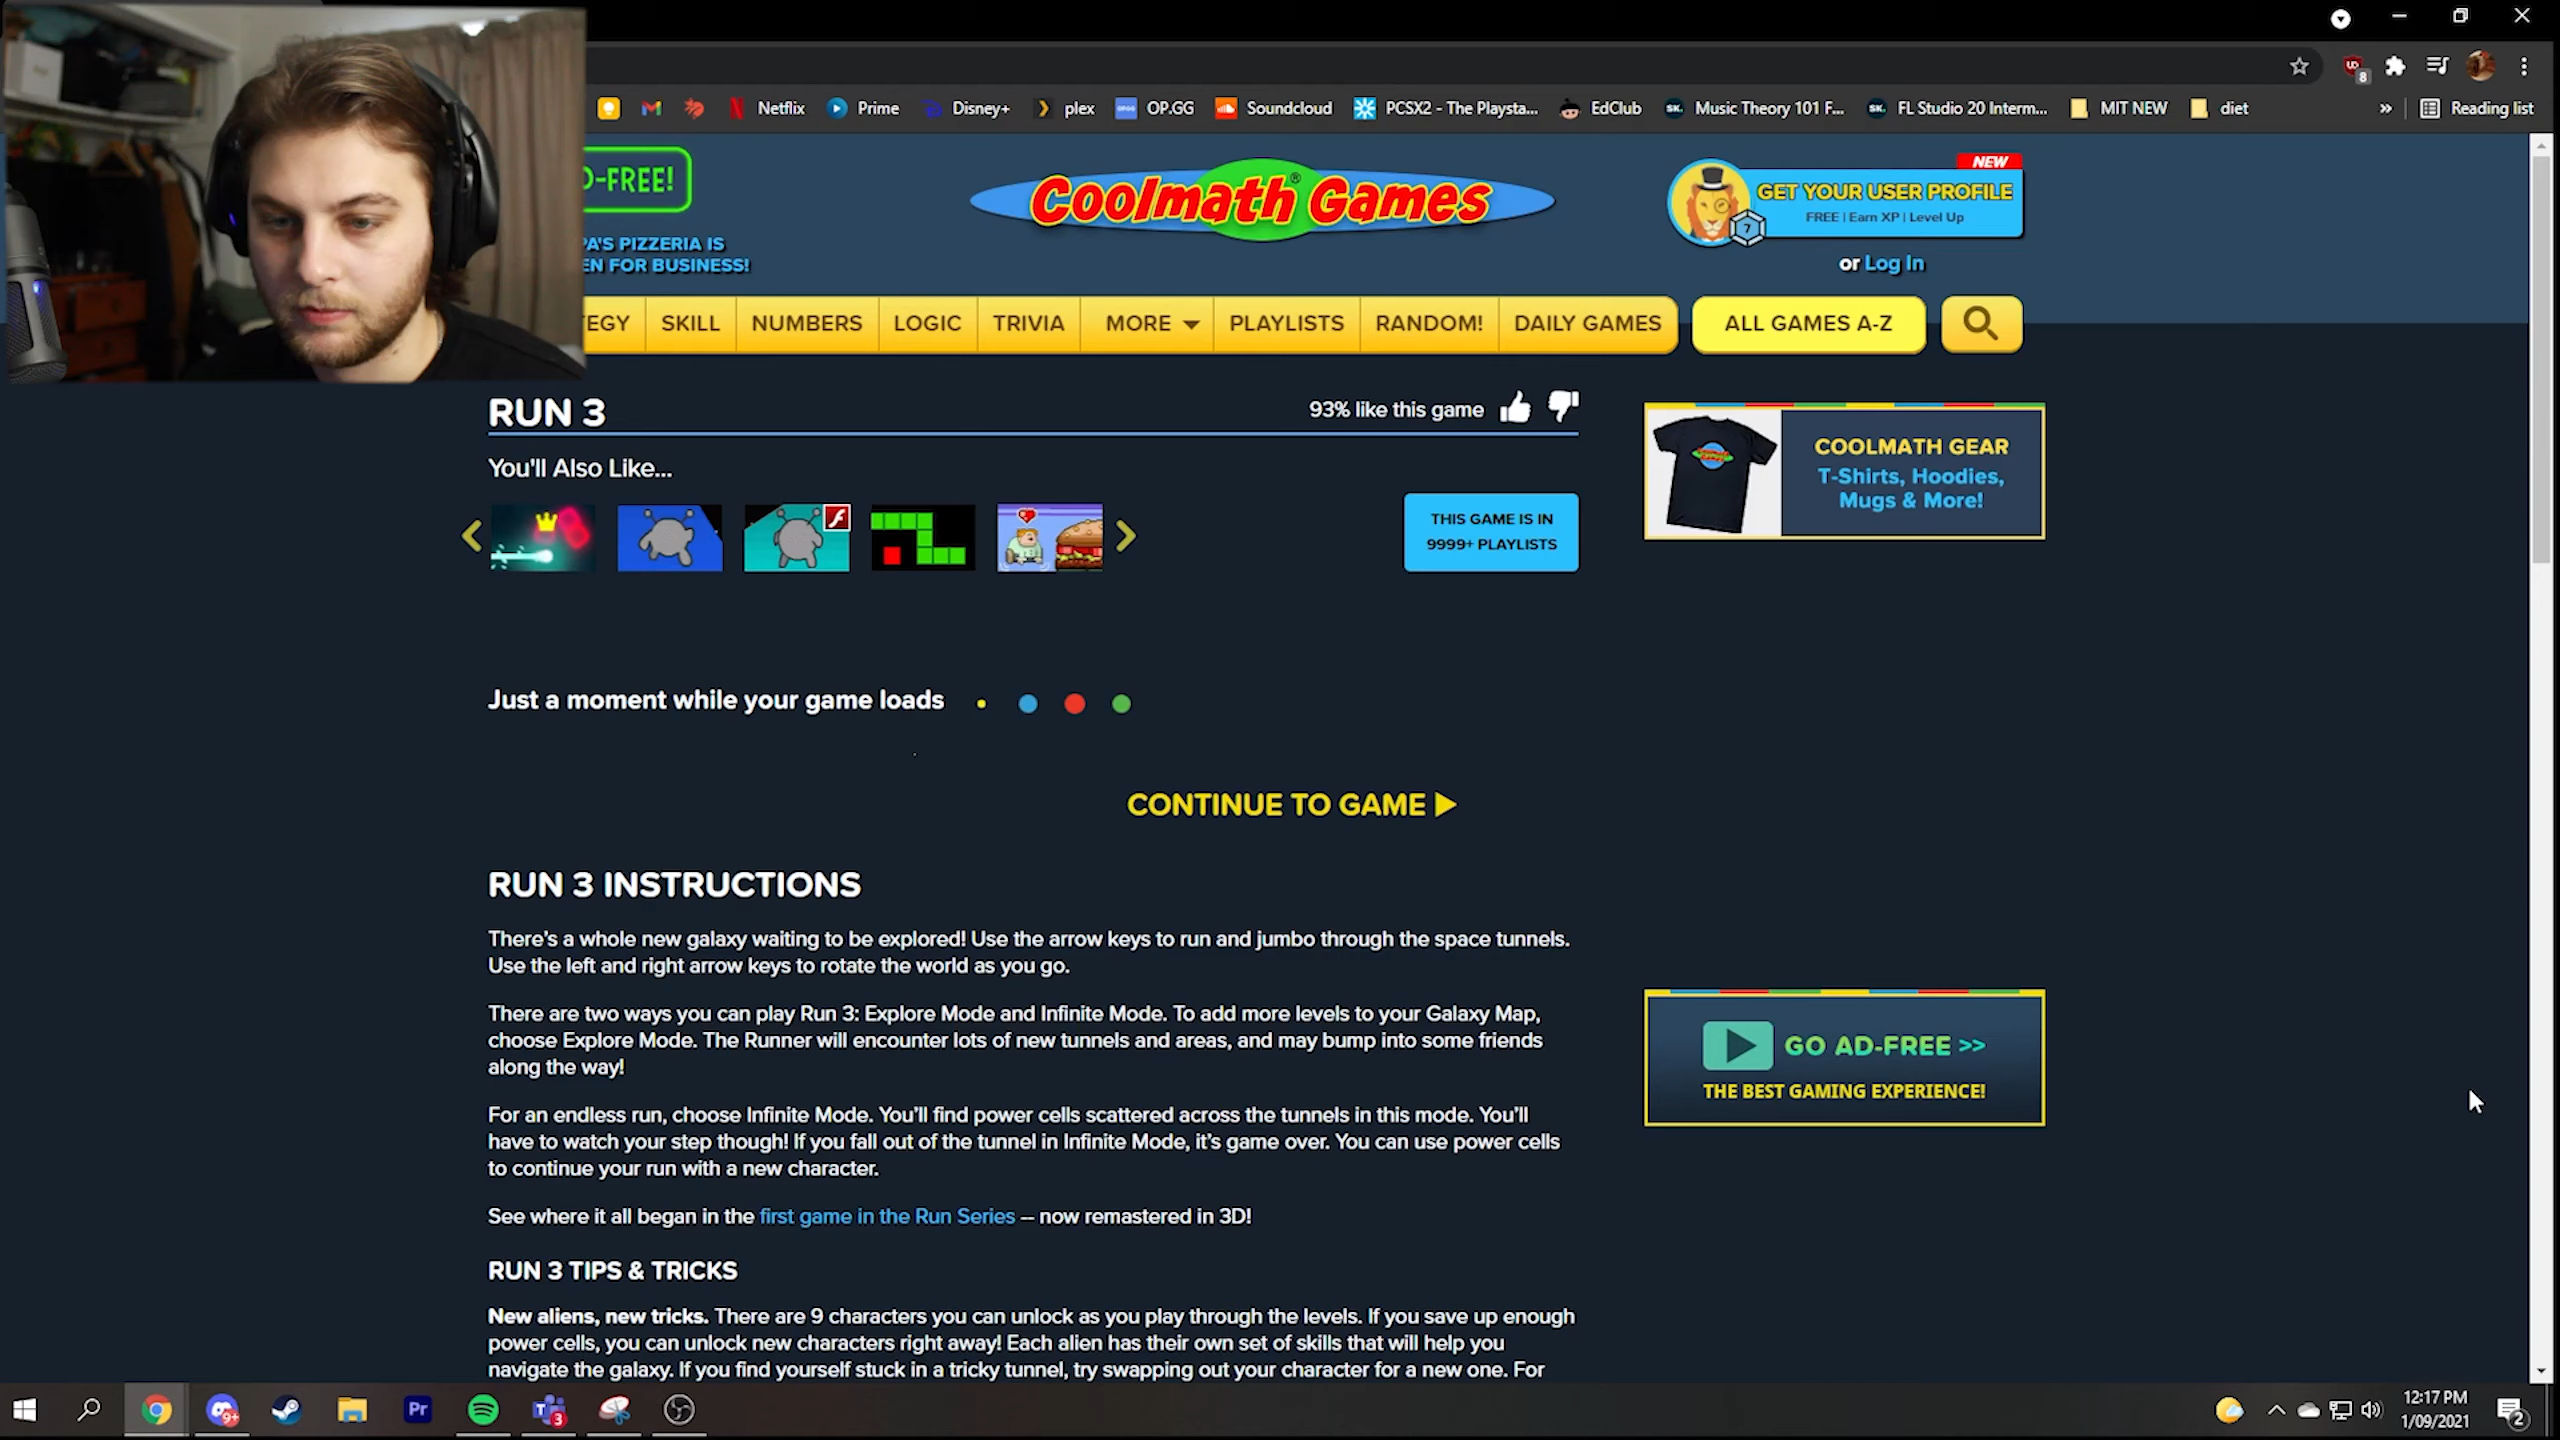 Netflix
Prime
Disney+
plex
OP.GG
Soundcloud
PCSX2 - The Playsta...
EdClub
Music Theory 101 F...
FL Studio 20 Interm...
MIT NEW
diet
»
Reading list
8
D-FREE!
PA'S PIZZERIA IS
EN FOR BUSINESS!
Coolmath® Games
NEW
GET YOUR USER PROFILE
FREE | Earn XP | Level Up
7
or Log In
TEGY
SKILL
NUMBERS
LOGIC
TRIVIA
MORE
PLAYLISTS
RANDOM!
DAILY GAMES
ALL GAMES A-Z
RUN 3
93% like this game
You'll Also Like...
THIS GAME IS IN
9999+ PLAYLISTS
COOLMATH GEAR
T-Shirts, Hoodies,
Mugs & More!
Just a moment while your game loads
CONTINUE TO GAME
RUN 3 INSTRUCTIONS
There's a whole new galaxy waiting to be explored! Use the arrow keys to run and jumbo through the space tunnels.
Use the left and right arrow keys to rotate the world as you go.
There are two ways you can play Run 3: Explore Mode and Infinite Mode. To add more levels to your Galaxy Map,
choose Explore Mode. The Runner will encounter lots of new tunnels and areas, and may bump into some friends
along the way!
For an endless run, choose Infinite Mode. You'll find power cells scattered across the tunnels in this mode. You'll
have to watch your step though! If you fall out of the tunnel in Infinite Mode, it's game over. You can use power cells
to continue your run with a new character.
See where it all began in the first game in the Run Series -- now remastered in 3D!
GO AD-FREE >>
THE BEST GAMING EXPERIENCE!
RUN 3 TIPS & TRICKS
New aliens, new tricks. There are 9 characters you can unlock as you play through the levels. If you save up enough
power cells, you can unlock new characters right away! Each alien has their own set of skills that will help you
navigate the galaxy. If you find yourself stuck in a tricky tunnel, try swapping out your character for a new one. For
9+
Pr
3
12:17 PM
1/09/2021
2